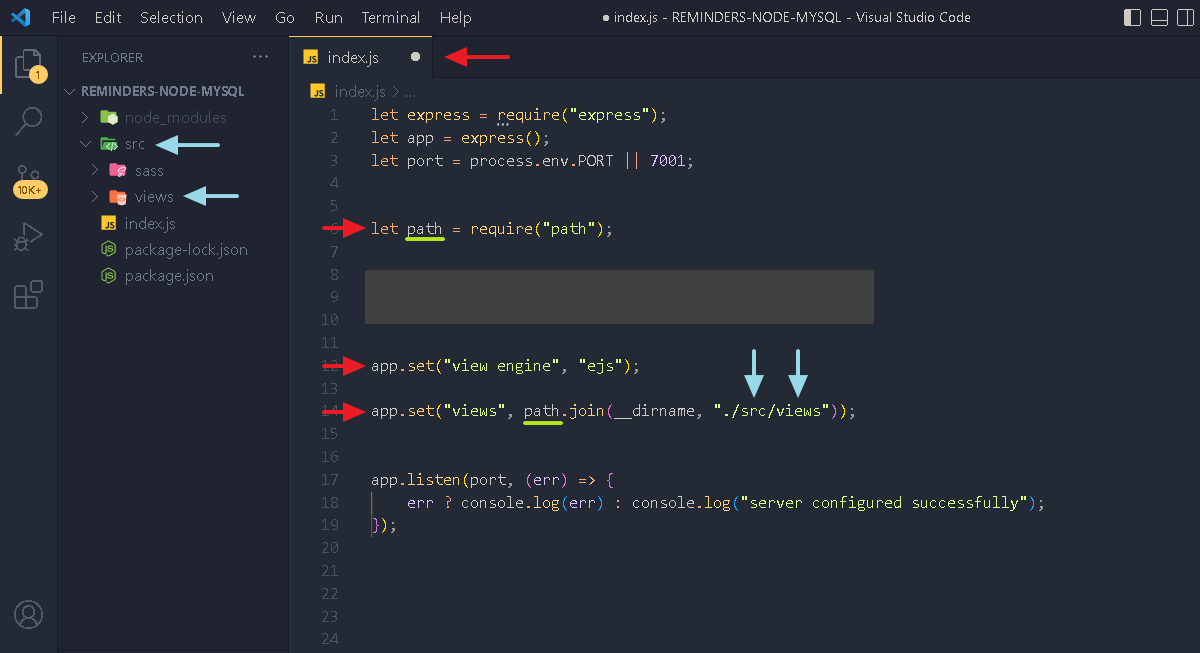 File Edit Selection View Go Run Terminal Help
● index.js - REMINDERS-NODE-MYSQL - Visual Studio Code
EXPLORER ...
1
REMINDERS-NODE-MYSQL
node_modules
src
sass
views
index.js
package-lock.json
package.json
10K+
JS index.js
JS index.js > ...
1 let express = require("express");
2 let app = express();
3 let port = process.env.PORT || 7001;
4
5
6 let path = require("path");
7
8
9
10
11
12 app.set("view engine", "ejs");
13
14 app.set("views", path.join(__dirname, "./src/views"));
15
16
17 app.listen(port, (err) => {
18 err ? console.log(err) : console.log("server configured successfully");
19 });
20
21
22
23
24